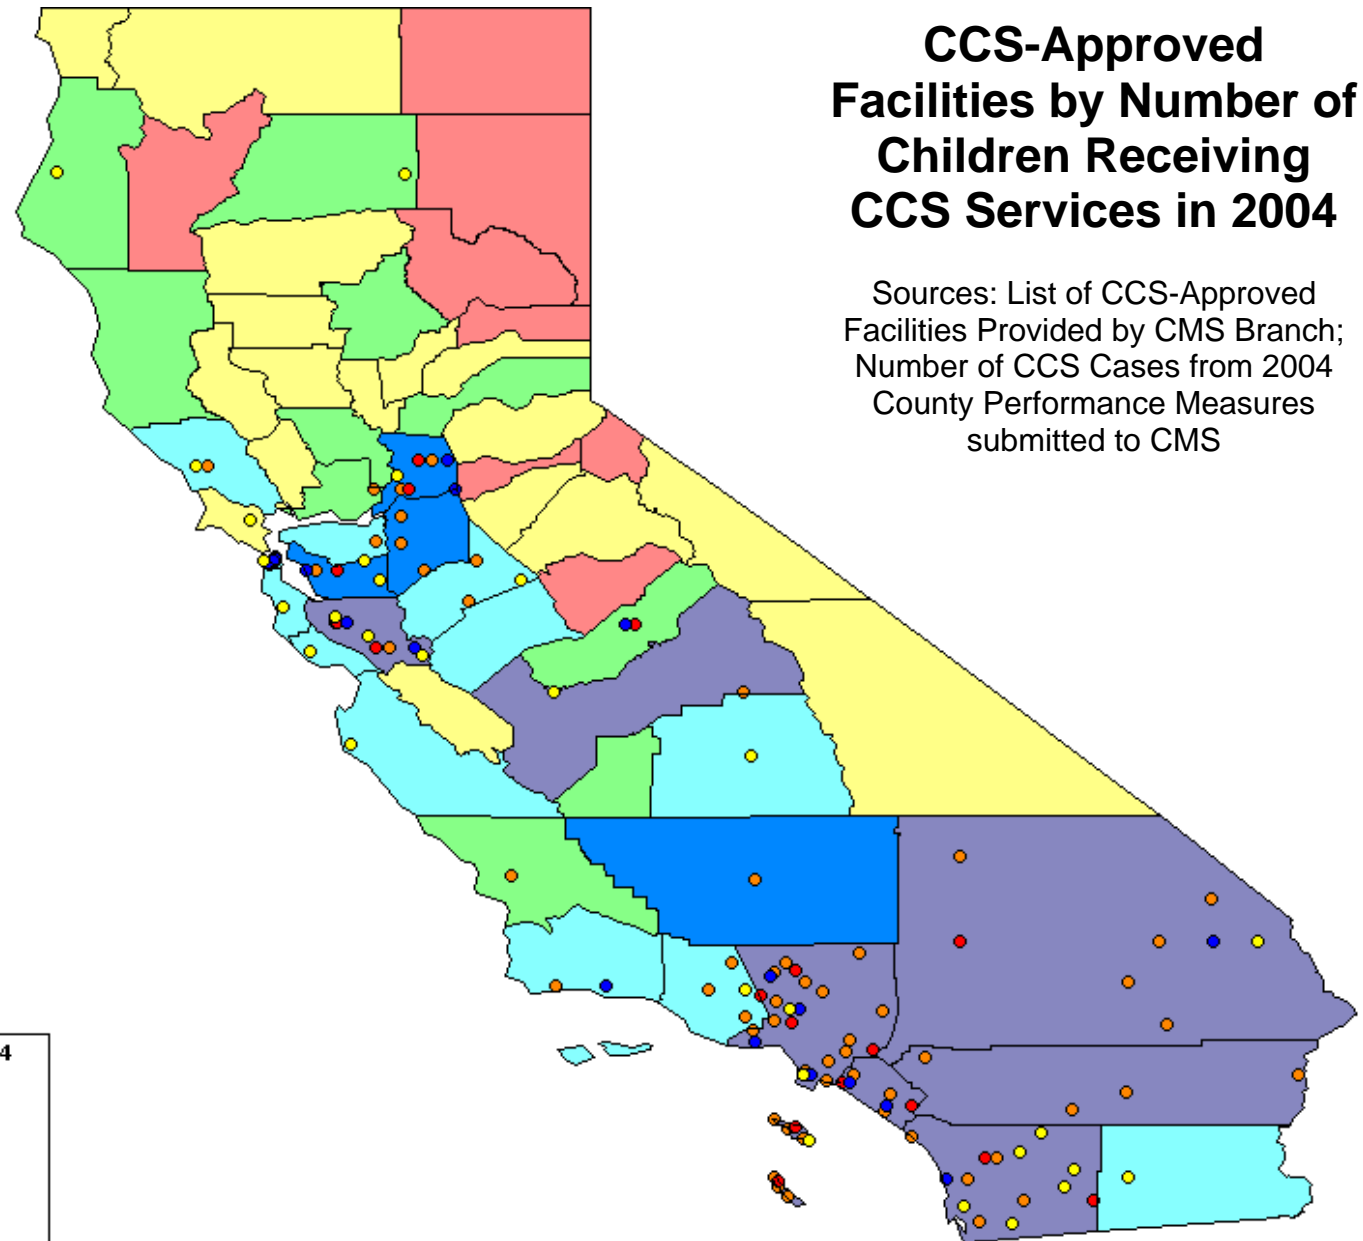 CCS-Approved
Facilities by Number of
Children Receiving
CCS Services in 2004
Sources: List of CCS-Approved
Facilities Provided by CMS Branch;
Number of CCS Cases from 2004
County Performance Measures
submitted to CMS
4